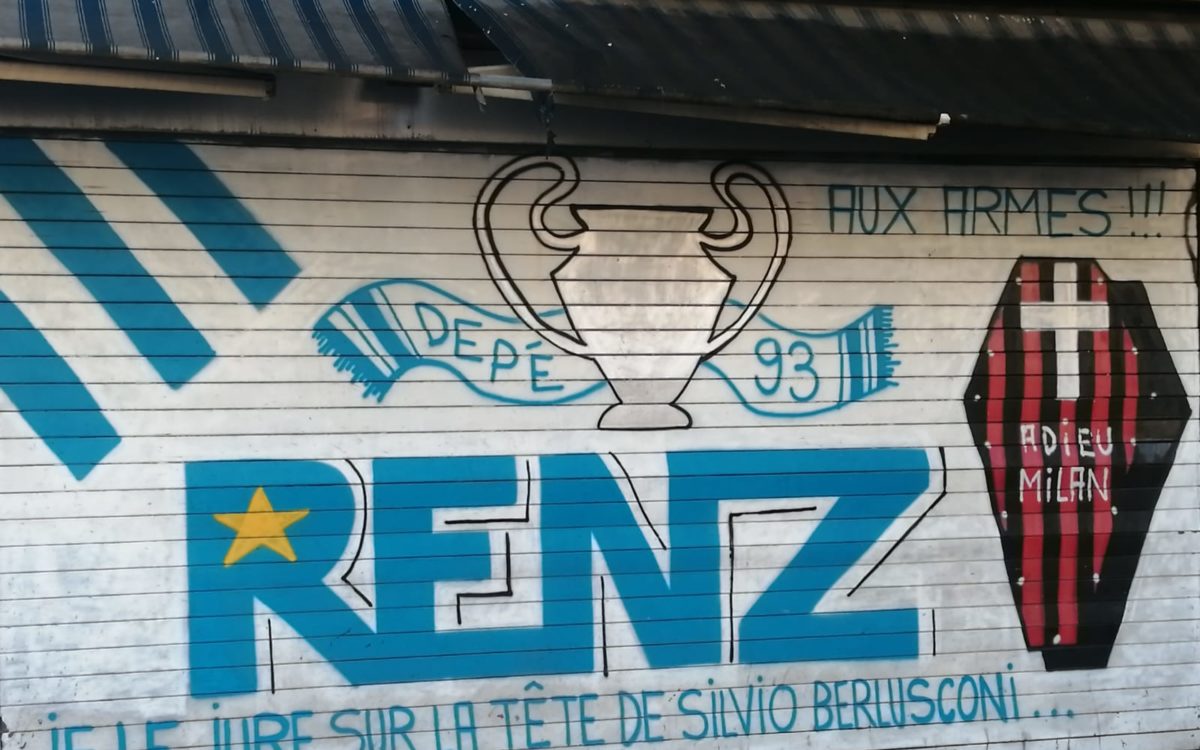 AUX ARMES !!!
DEPÉ 93
ADiEU
MiLAN
RENZ
jE LE jURE SUR LA TÊTE DE SiLViO BERLUSCONi...